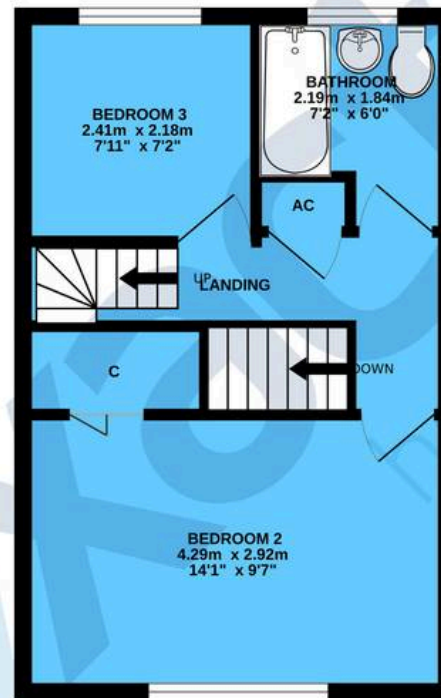 BEDROOM 3
2.41m x 2.18m
7'11" x 7'2"
BATHROOM
2.19m x 1.84m
7'2" x 6'0"
AC
UP
LANDING
C
DOWN
BEDROOM 2
4.29m x 2.92m
14'1" x 9'7"